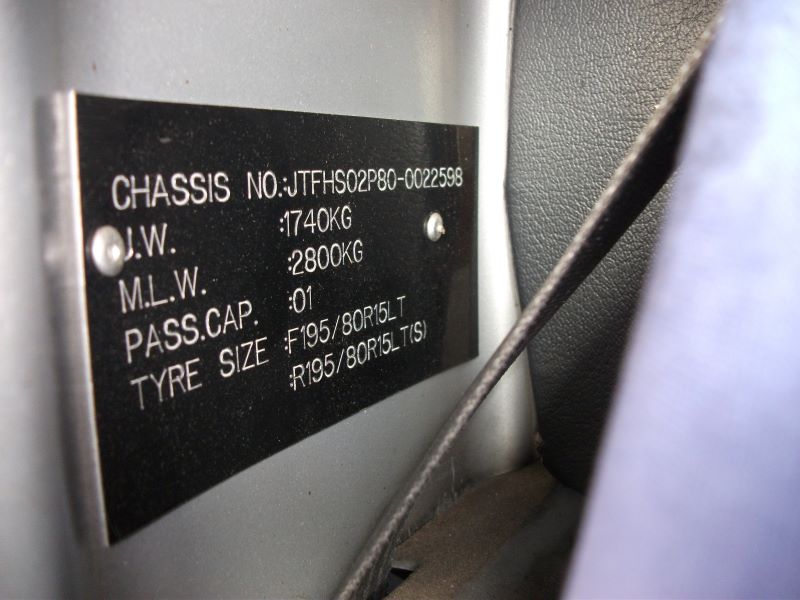 CHASSIS NO.:JTFHS02P80-0022598
U.W. :1740KG
M.L.W. :2800KG
PASS.CAP. :01
TYRE SIZE :F195/80R15LT
:R195/80R15LT(S)